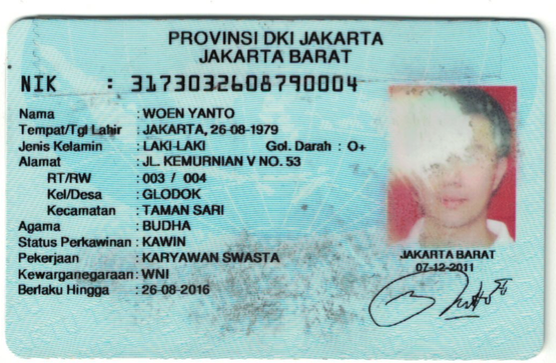 PROVINSI DKI JAKARTA
JAKARTA BARAT
NIK : 3173032608790004
Nama : WOEN YANTO
Tempat/Tgl Lahir : JAKARTA, 26-08-1979
Jenis Kelamin : LAKI-LAKI Gol. Darah : O+
Alamat : JL. KEMURNIAN V NO. 53
RT/RW : 003 / 004
Kel/Desa : GLODOK
Kecamatan : TAMAN SARI
Agama : BUDHA
Status Perkawinan : KAWIN
Pekerjaan : KARYAWAN SWASTA
Kewarganegaraan : WNI
Berlaku Hingga : 26-08-2016
JAKARTA BARAT
07-12-2011